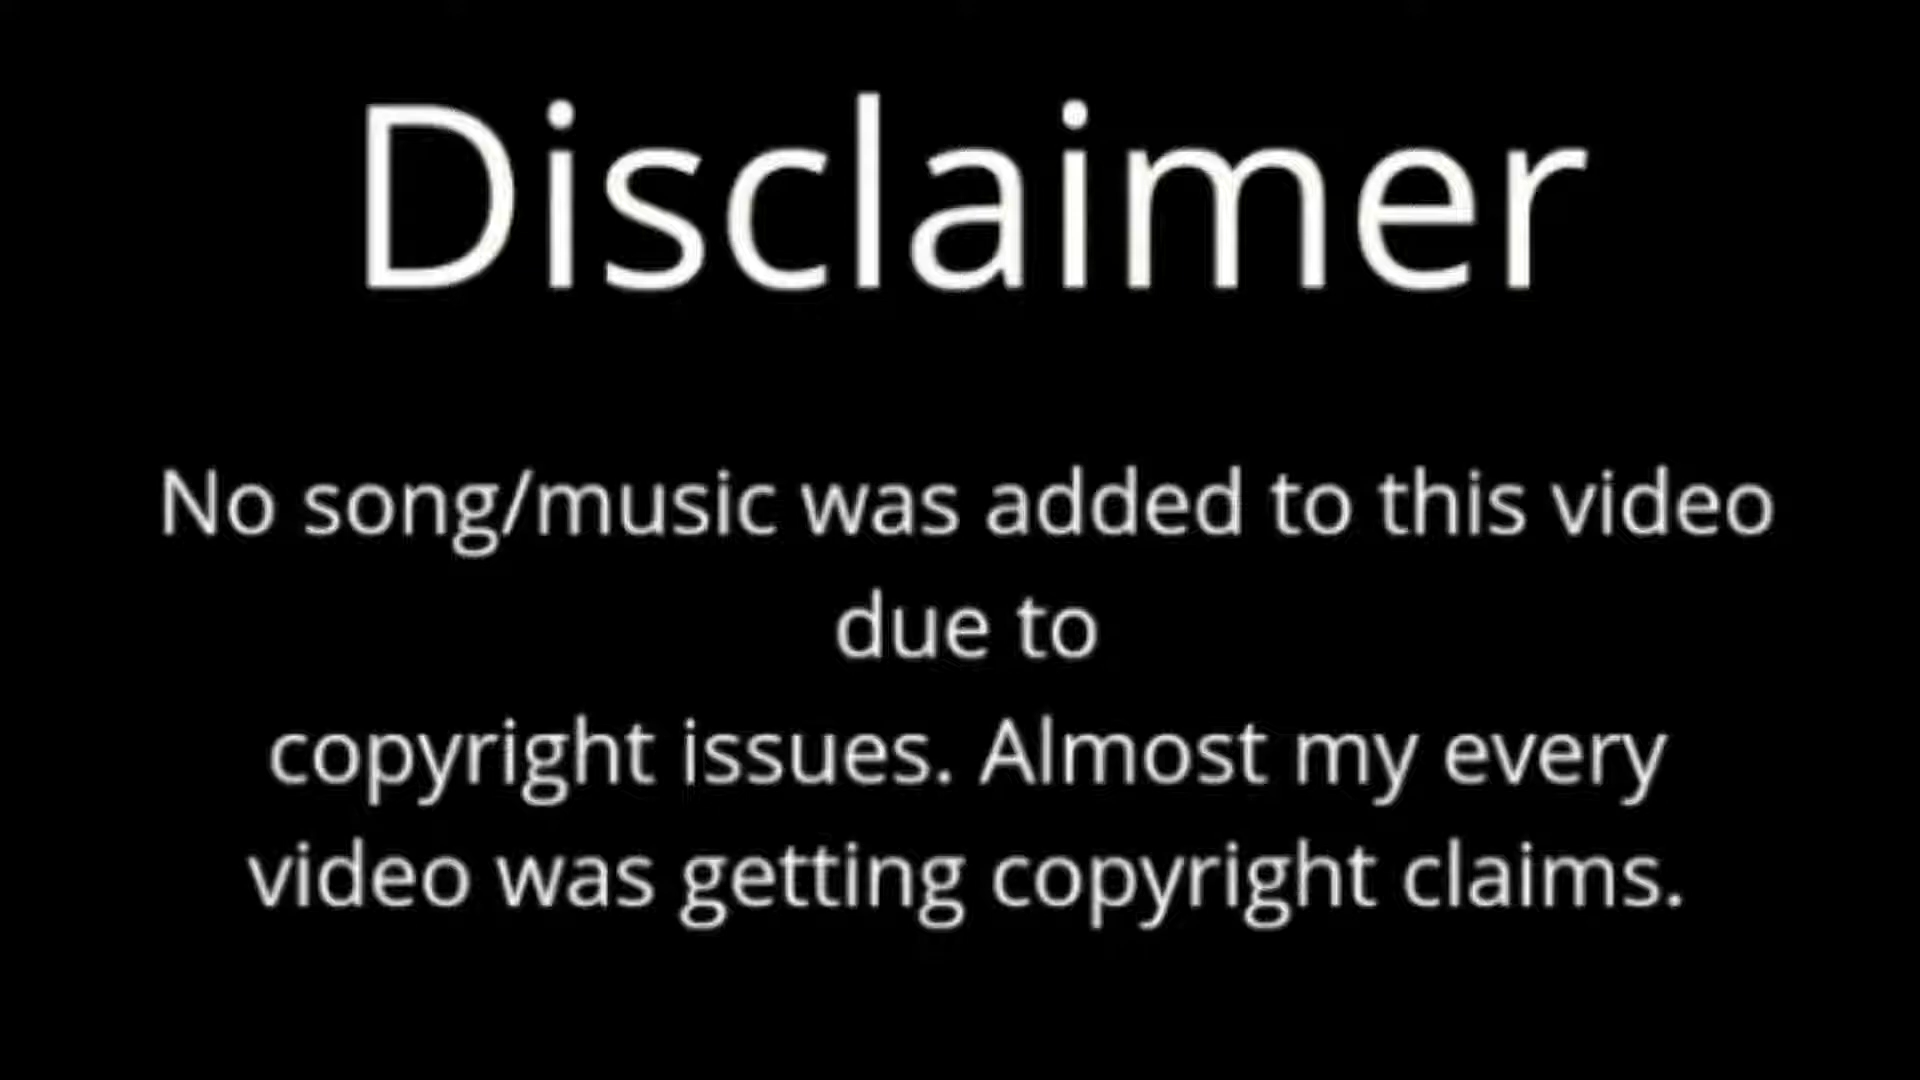 Disclaimer
No song/music was added to this video
due to
copyright issues. Almost my every
video was getting copyright claims.